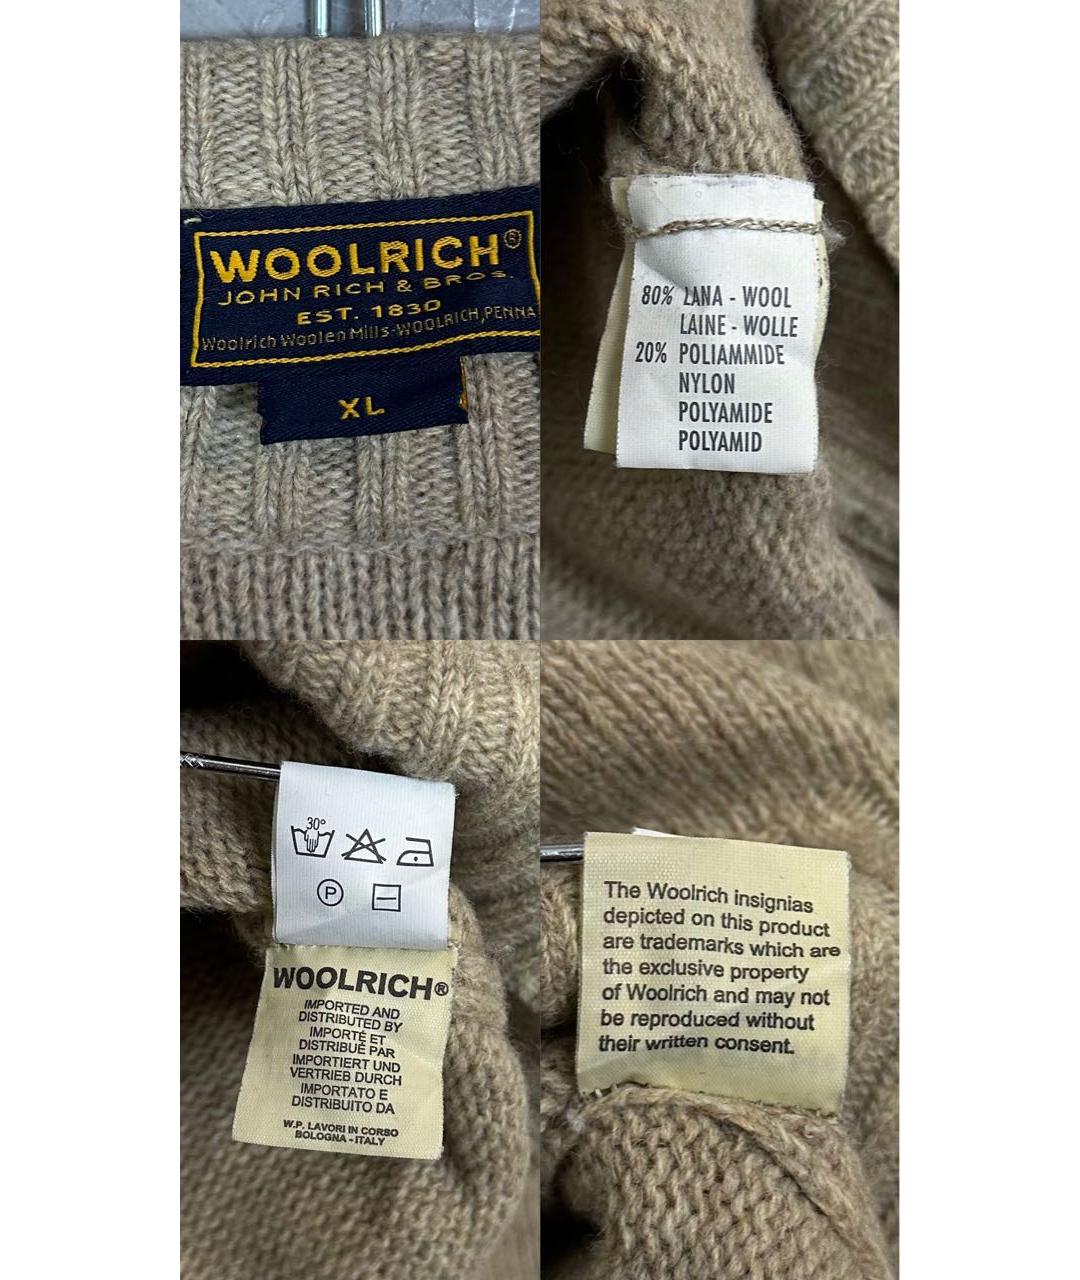 WOOLRICH®
JOHN RICH & BROS.
EST. 1830
Woolrich Woolen Mills-WOOLRICH, PENNA
XL
80% LANA - WOOL
LAINE - WOLLE
20% POLIAMMIDE
NYLON
POLYAMIDE
POLYAMID
30°
P
WOOLRICH®
IMPORTED AND
DISTRIBUTED BY
IMPORTÉ ET
DISTRIBUÉ PAR
IMPORTIERT UND
VERTRIEB DURCH
IMPORTATO E
DISTRIBUITO DA
W.P. LAVORI IN CORSO
BOLOGNA - ITALY
The Woolrich insignias
depicted on this product
are trademarks which are
the exclusive property
of Woolrich and may not
be reproduced without
their written consent.